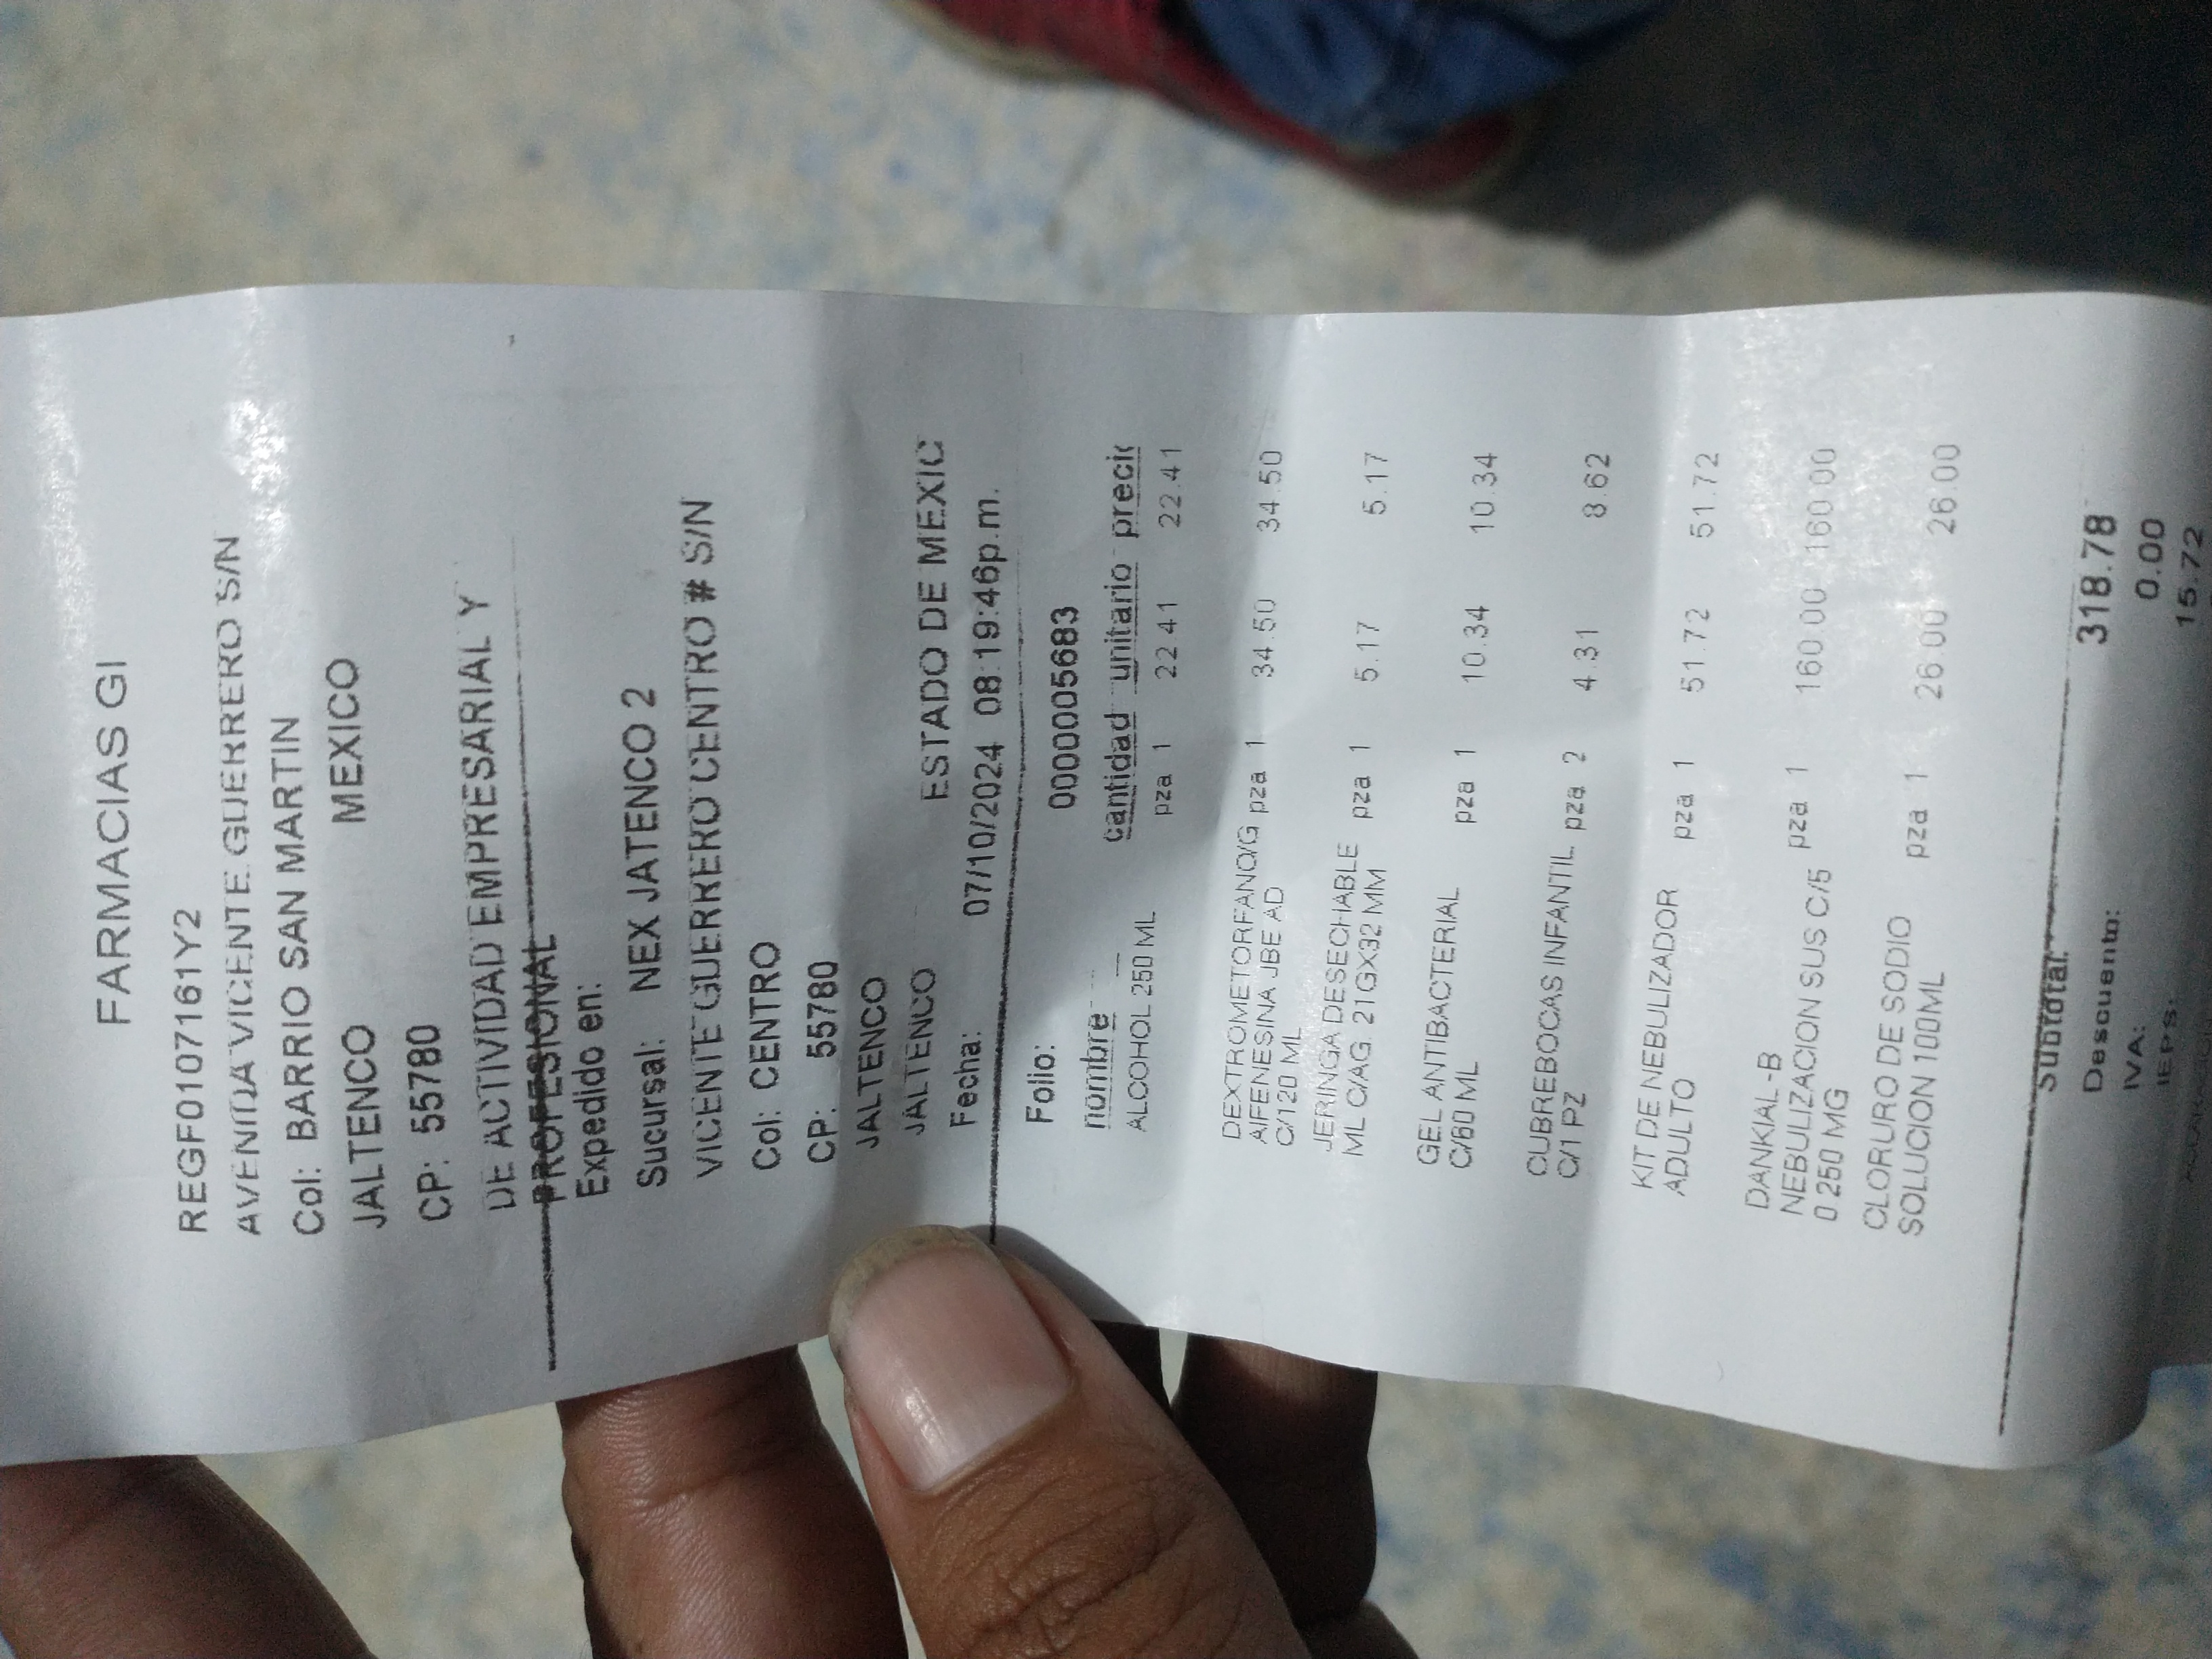 FARMACIAS GI
REGF0107161Y2
AVENIDA VICENTE GUERRERO S/N
Col: BARRIO SAN MARTIN
JALTENCO MEXICO
CP: 55780
DE ACTIVIDAD EMPRESARIAL Y
PROFESIONAL
Expedido en:
Sucursal: NEX JATENCO 2
VICENTE GUERRERO CENTRO # S/N
Col: CENTRO
CP: 55780
JALTENCO
JALTENCO ESTADO DE MEXIC
Fecha: 07/10/2024 08:19:46p.m.
Folio: 0000005683
nombre cantidad unitario precio
ALCOHOL 250 ML pza 1 22.41 22.41
DEXTROMETORFANO/G pza 1 34.50 34.50
AIFENESINA JBE AD
C/120 ML
JERINGA DESECHABLE pza 1 5.17 5.17
ML C/AG. 21GX32 MM
GEL ANTIBACTERIAL pza 1 10.34 10.34
C/60 ML
CUBREBOCAS INFANTIL pza 2 4.31 8.62
C/1 PZ
KIT DE NEBULIZADOR pza 1 51.72 51.72
ADULTO
DANKIAL-B
NEBULIZACION SUS C/5 pza 1 160.00 160.00
0.250 MG
CLORURO DE SODIO pza 1 26.00 26.00
SOLUCION 100ML
Subtotal: 318.78
Descuento: 0.00
IVA: 15.72
IEPS: